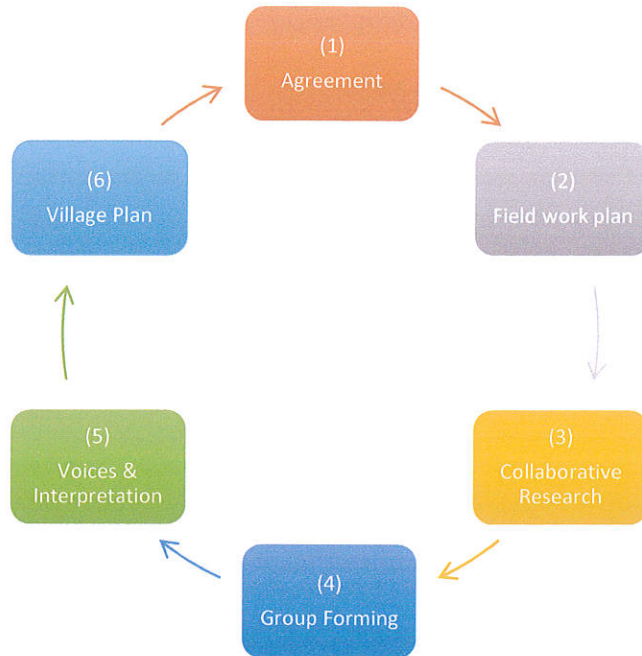 (1)
Agreement
(2)
Field work plan
(3)
Collaborative
Research
(4)
Group Forming
(5)
Voices &
Interpretation
(6)
Village Plan